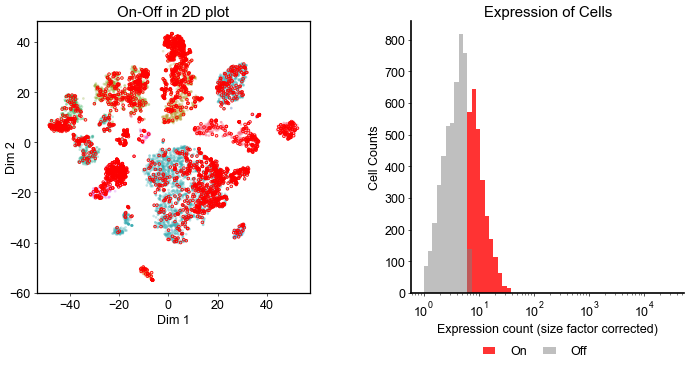 On-Off in 2D plot
40
20
0
−20
−40
−60
Dim 2
−40 −20 0 20 40
Dim 1
Expression of Cells
800
700
600
500
400
300
200
100
0
Cell Counts
10⁰ 10¹ 10² 10³ 10⁴
Expression count (size factor corrected)
On Off